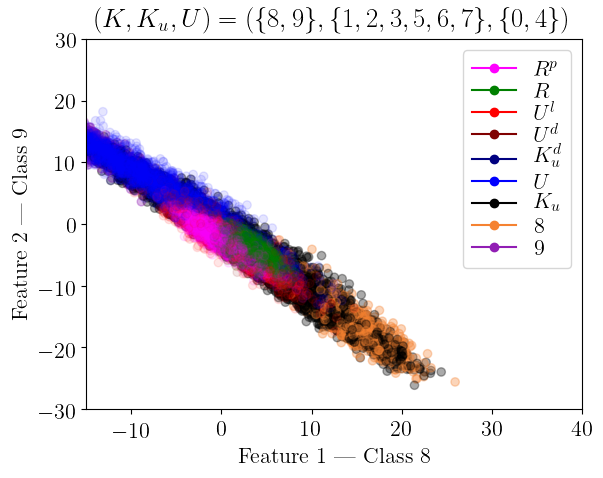 (K, K_u, U) = ({8, 9}, {1, 2, 3, 5, 6, 7}, {0, 4})
30
20
10
0
−10
−20
−30
Feature 2 — Class 9
R^p
R
U^l
U^d
K_u^d
U
K_u
8
9
−10
0
10
20
30
40
Feature 1 — Class 8